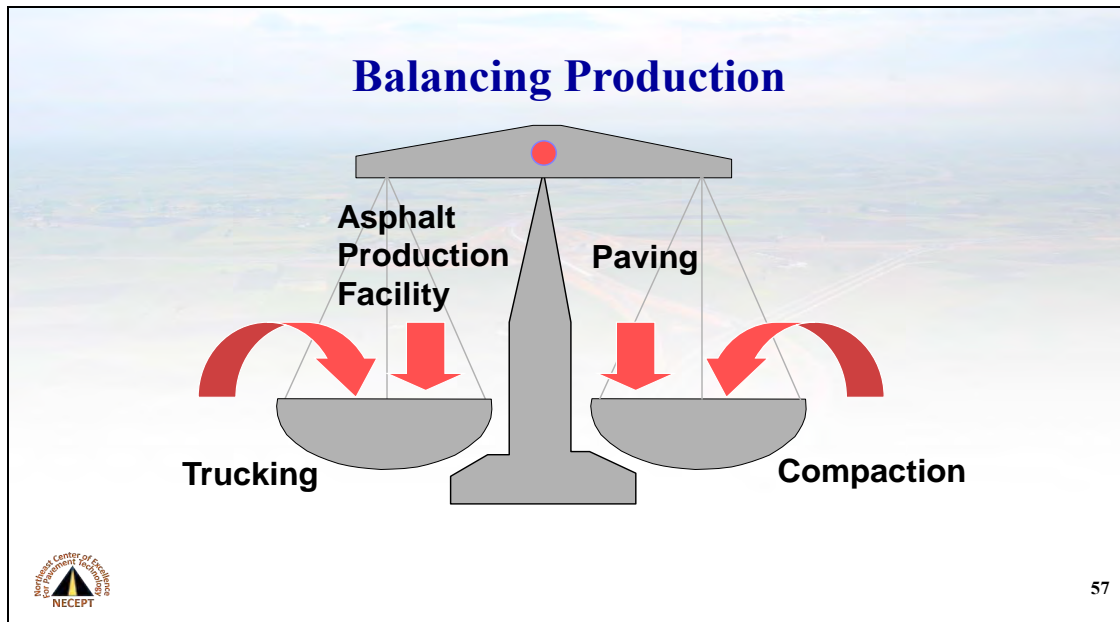 Balancing Production
Asphalt
Production
Facility
Paving
Trucking
Compaction
Northeast Center of Excellence
For Pavement Technology
NECEPT
57